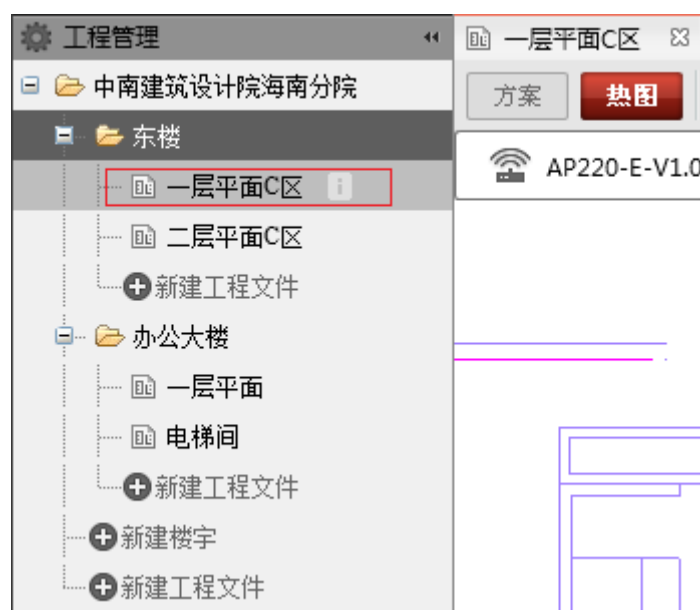 工程管理
中南建筑设计院海南分院
东楼
一层平面C区
二层平面C区
新建工程文件
办公大楼
一层平面
电梯间
新建工程文件
新建楼宇
新建工程文件
一层平面C区
方案 热图
AP220-E-V1.0